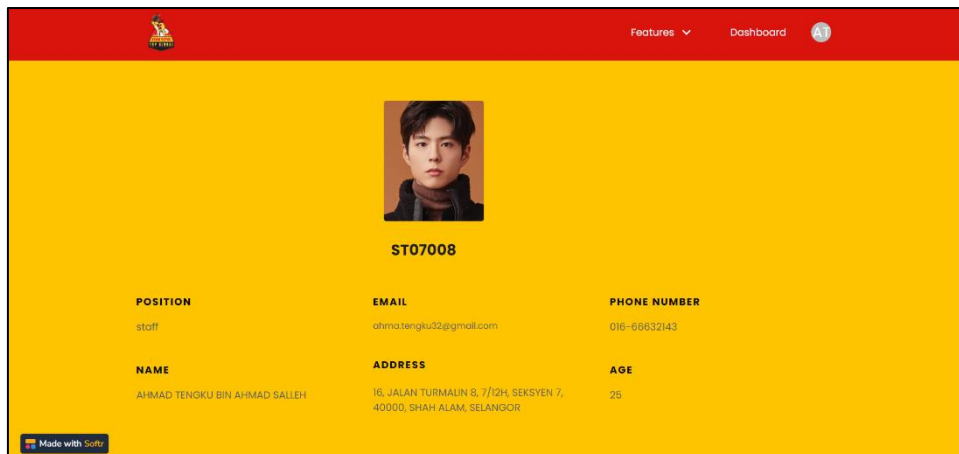 Features
Dashboard
AT
ST07008
POSITION
staff
EMAIL
ahma.tengku32@gmail.com
PHONE NUMBER
016-66632143
NAME
AHMAD TENGKU BIN AHMAD SALLEH
ADDRESS
16, JALAN TURMALIN 8, 7/12H, SEKSYEN 7,
40000, SHAH ALAM, SELANGOR
AGE
25
Made with Softr